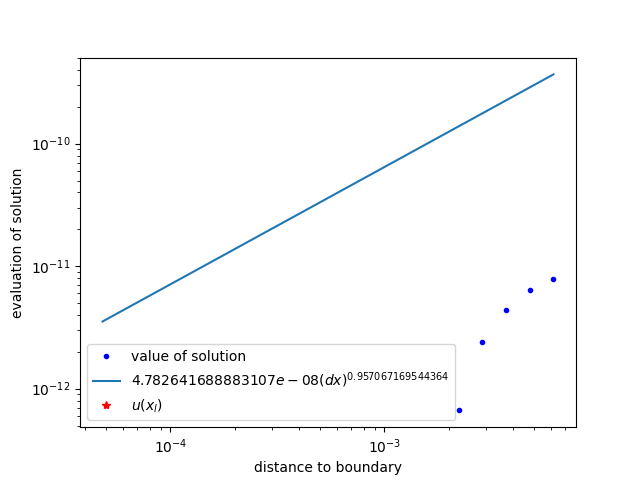 10⁻¹⁰
10⁻¹¹
10⁻¹²
evaluation of solution
value of solution
4.782641688883107e − 08(dx)^0.957067169544364
u(x_l)
10⁻⁴
10⁻³
distance to boundary